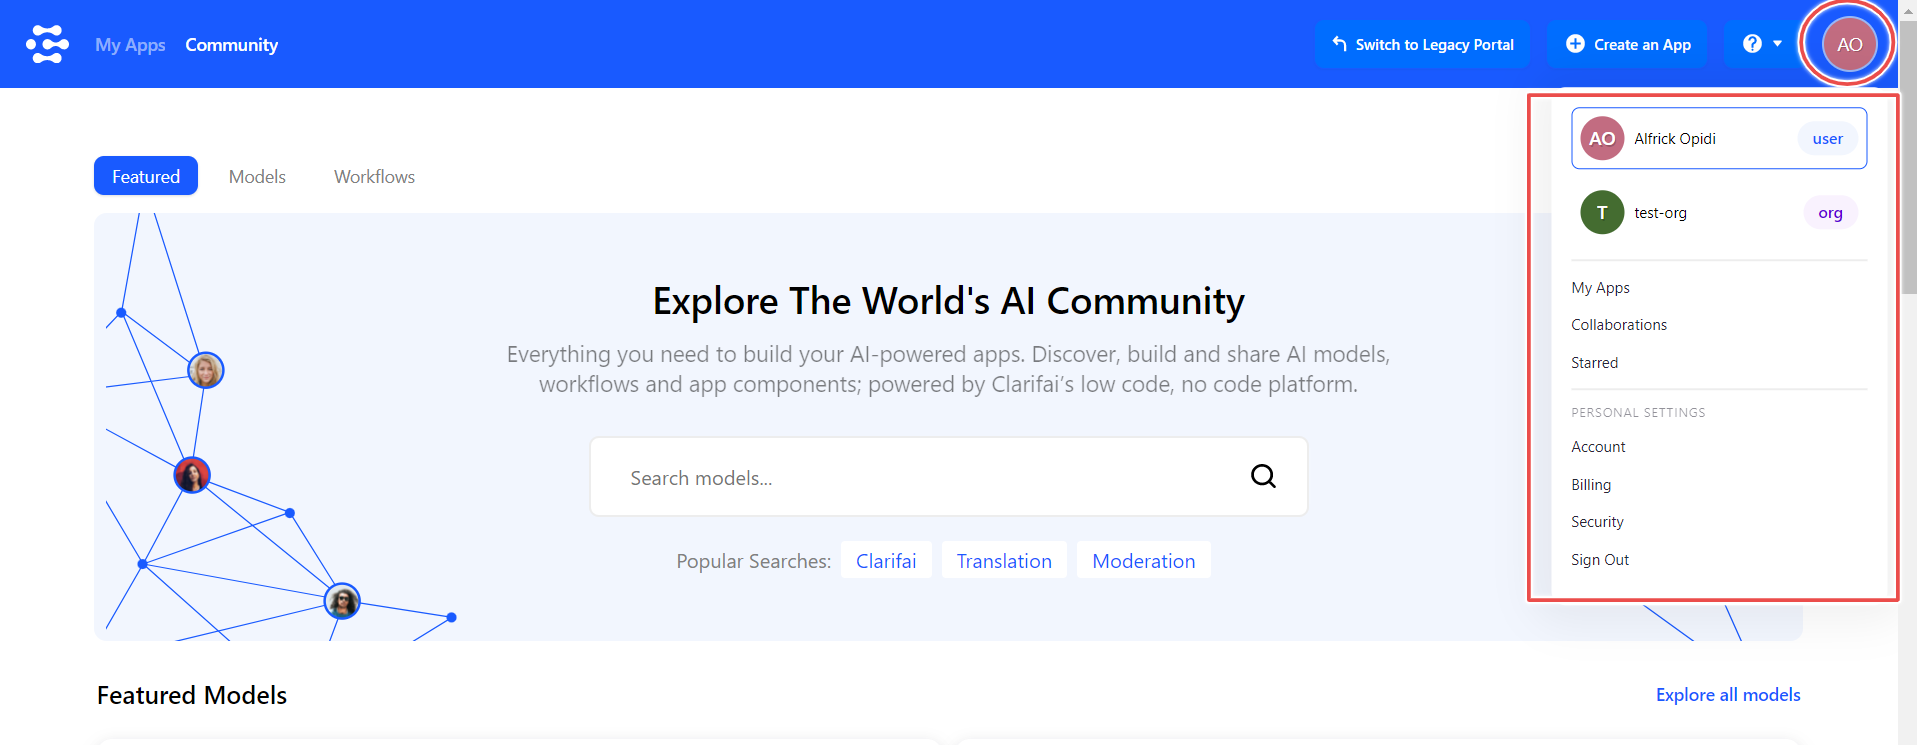 My Apps Community Switch to Legacy Portal Create an App ? AO
AO Alfrick Opidi user
T test-org org
My Apps
Collaborations
Starred
PERSONAL SETTINGS
Account
Billing
Security
Sign Out
Featured Models Workflows
Explore The World's AI Community
Everything you need to build your AI-powered apps. Discover, build and share AI models,
workflows and app components; powered by Clarifai’s low code, no code platform.
Search models...
Popular Searches: Clarifai Translation Moderation
Featured Models Explore all models